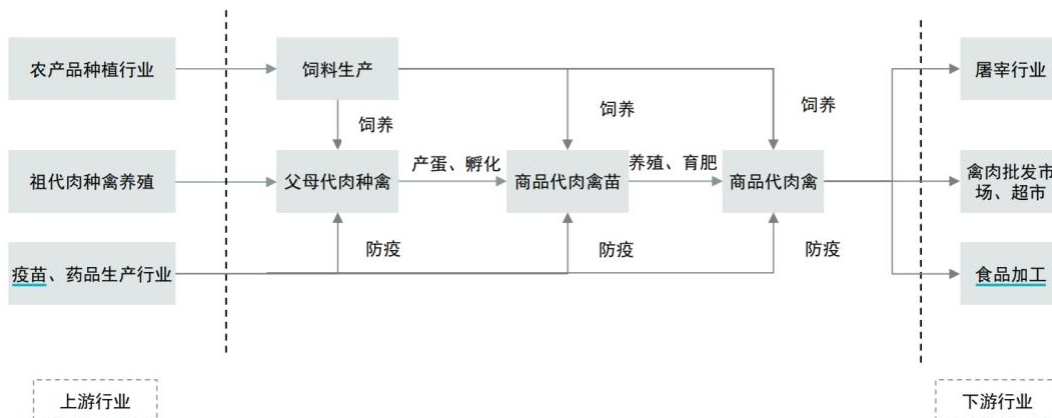 农产品种植行业
饲料生产
屠宰行业
饲养
饲养
饲养
祖代肉种禽养殖
父母代肉种禽
产蛋、孵化
商品代肉禽苗
养殖、育肥
商品代肉禽
禽肉批发市
场、超市
疫苗、药品生产行业
防疫
防疫
防疫
食品加工
上游行业
下游行业